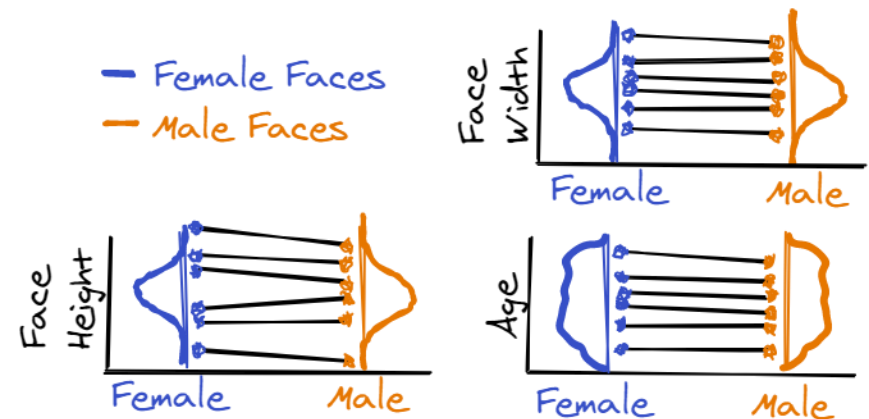 Female Faces
Male Faces
Face
Width
Female
Male
Face
Height
Female
Male
Age
Female
Male